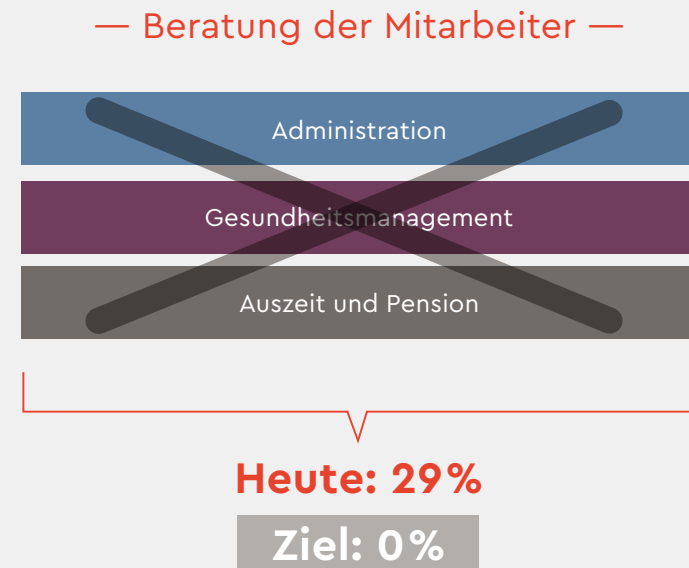 — Beratung der Mitarbeiter —
Administration
Gesundheitsmanagement
Auszeit und Pension
Heute: 29%
Ziel: 0%